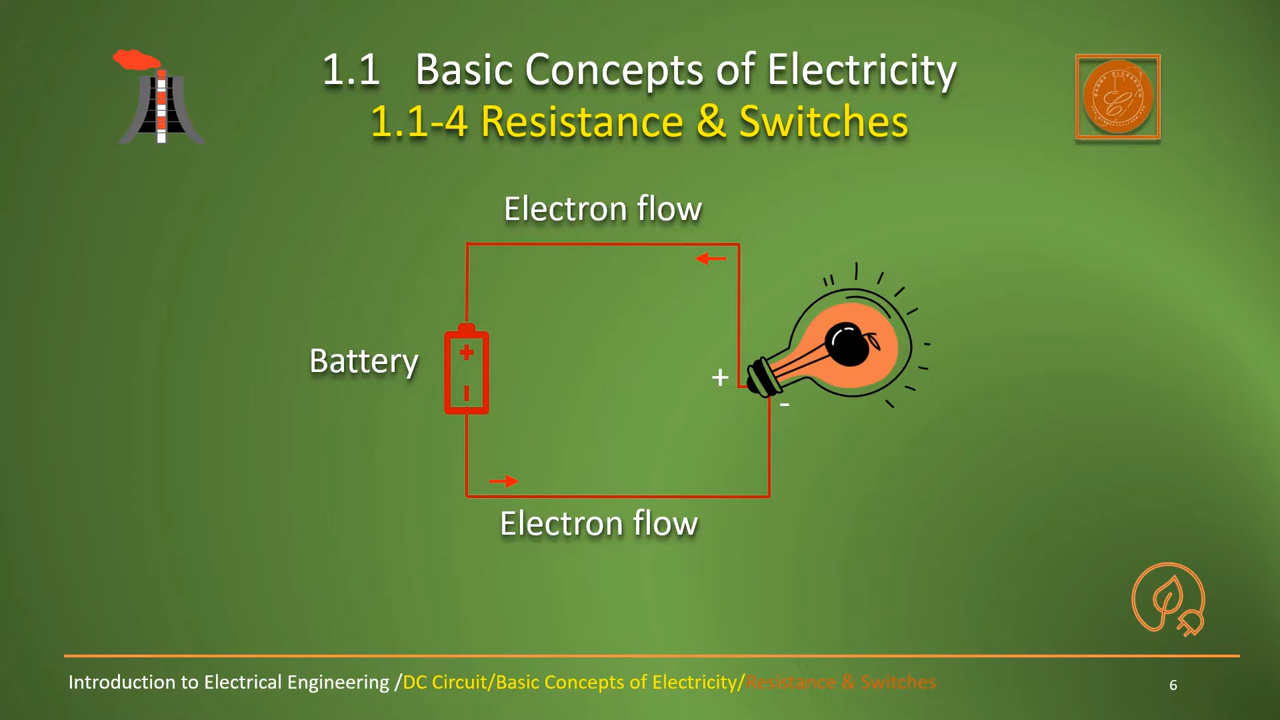 1.1 Basic Concepts of Electricity
1.1-4 Resistance & Switches
Electron flow
Battery
+
-
Electron flow
Introduction to Electrical Engineering /DC Circuit/Basic Concepts of Electricity/Resistance & Switches
6